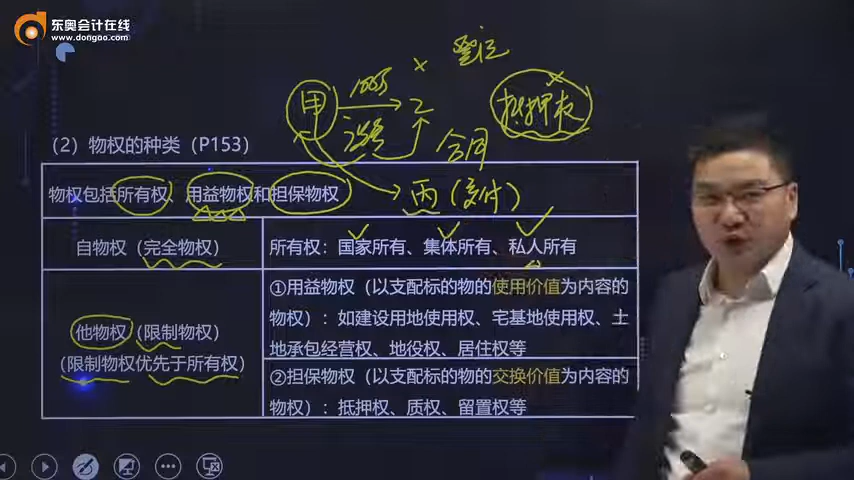 东奥会计在线
www.dongao.com
登记
100万
甲
乙
抵押权
合同
(2)物权的种类(P153)
物权包括所有权、用益物权和担保物权
丙(交付)
自物权(完全物权)
所有权:国家所有、集体所有、私人所有
他物权(限制物权)
(限制物权优先于所有权)
①用益物权(以支配标的物的使用价值为内容的
物权):如建设用地使用权、宅基地使用权、土
地承包经营权、地役权、居住权等
②担保物权(以支配标的物的交换价值为内容的
物权):抵押权、质权、留置权等